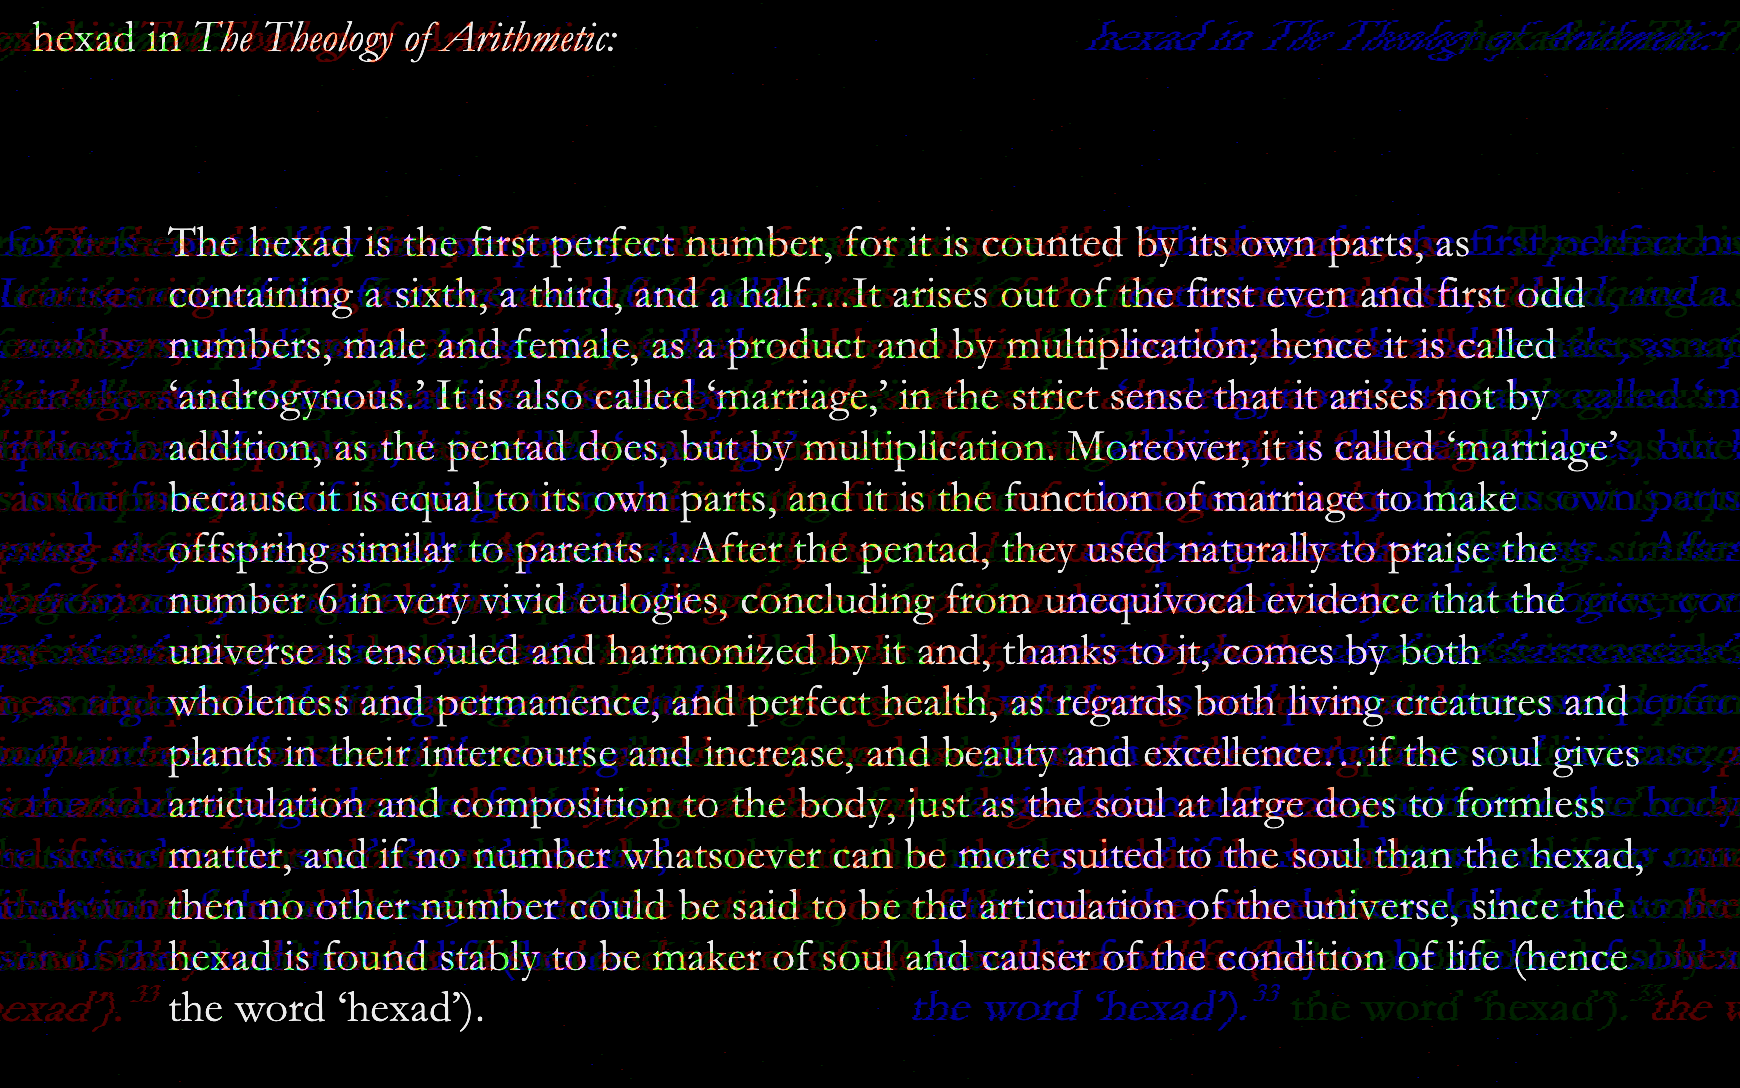 hexad in The Theology of Arithmetic:
The hexad is the first perfect number, for it is counted by its own parts, as
containing a sixth, a third, and a half…It arises out of the first even and first odd
numbers, male and female, as a product and by multiplication; hence it is called
‘androgynous.’ It is also called ‘marriage,’ in the strict sense that it arises not by
addition, as the pentad does, but by multiplication. Moreover, it is called ‘marriage’
because it is equal to its own parts, and it is the function of marriage to make
offspring similar to parents…After the pentad, they used naturally to praise the
number 6 in very vivid eulogies, concluding from unequivocal evidence that the
universe is ensouled and harmonized by it and, thanks to it, comes by both
wholeness and permanence, and perfect health, as regards both living creatures and
plants in their intercourse and increase, and beauty and excellence…if the soul gives
articulation and composition to the body, just as the soul at large does to formless
matter, and if no number whatsoever can be more suited to the soul than the hexad,
then no other number could be said to be the articulation of the universe, since the
hexad is found stably to be maker of soul and causer of the condition of life (hence
the word ‘hexad’). the word ‘hexad’). 33 the word ‘hexad’). 33